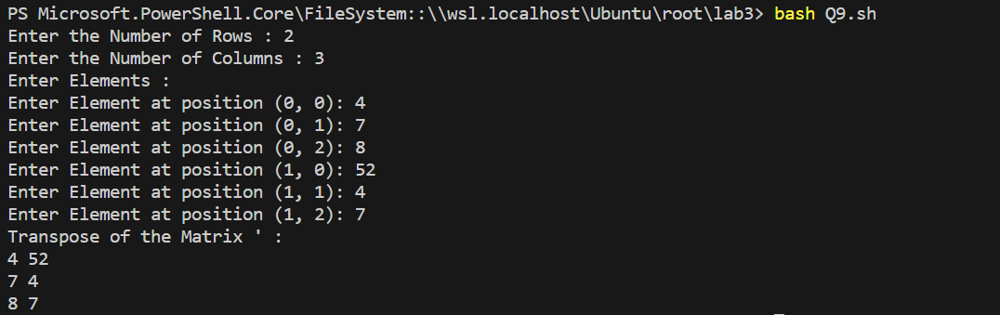 PS Microsoft.PowerShell.Core\FileSystem::\\wsl.localhost\Ubuntu\root\lab3> bash Q9.sh
Enter the Number of Rows : 2
Enter the Number of Columns : 3
Enter Elements :
Enter Element at position (0, 0): 4
Enter Element at position (0, 1): 7
Enter Element at position (0, 2): 8
Enter Element at position (1, 0): 52
Enter Element at position (1, 1): 4
Enter Element at position (1, 2): 7
Transpose of the Matrix ' :
4 52
7 4
8 7